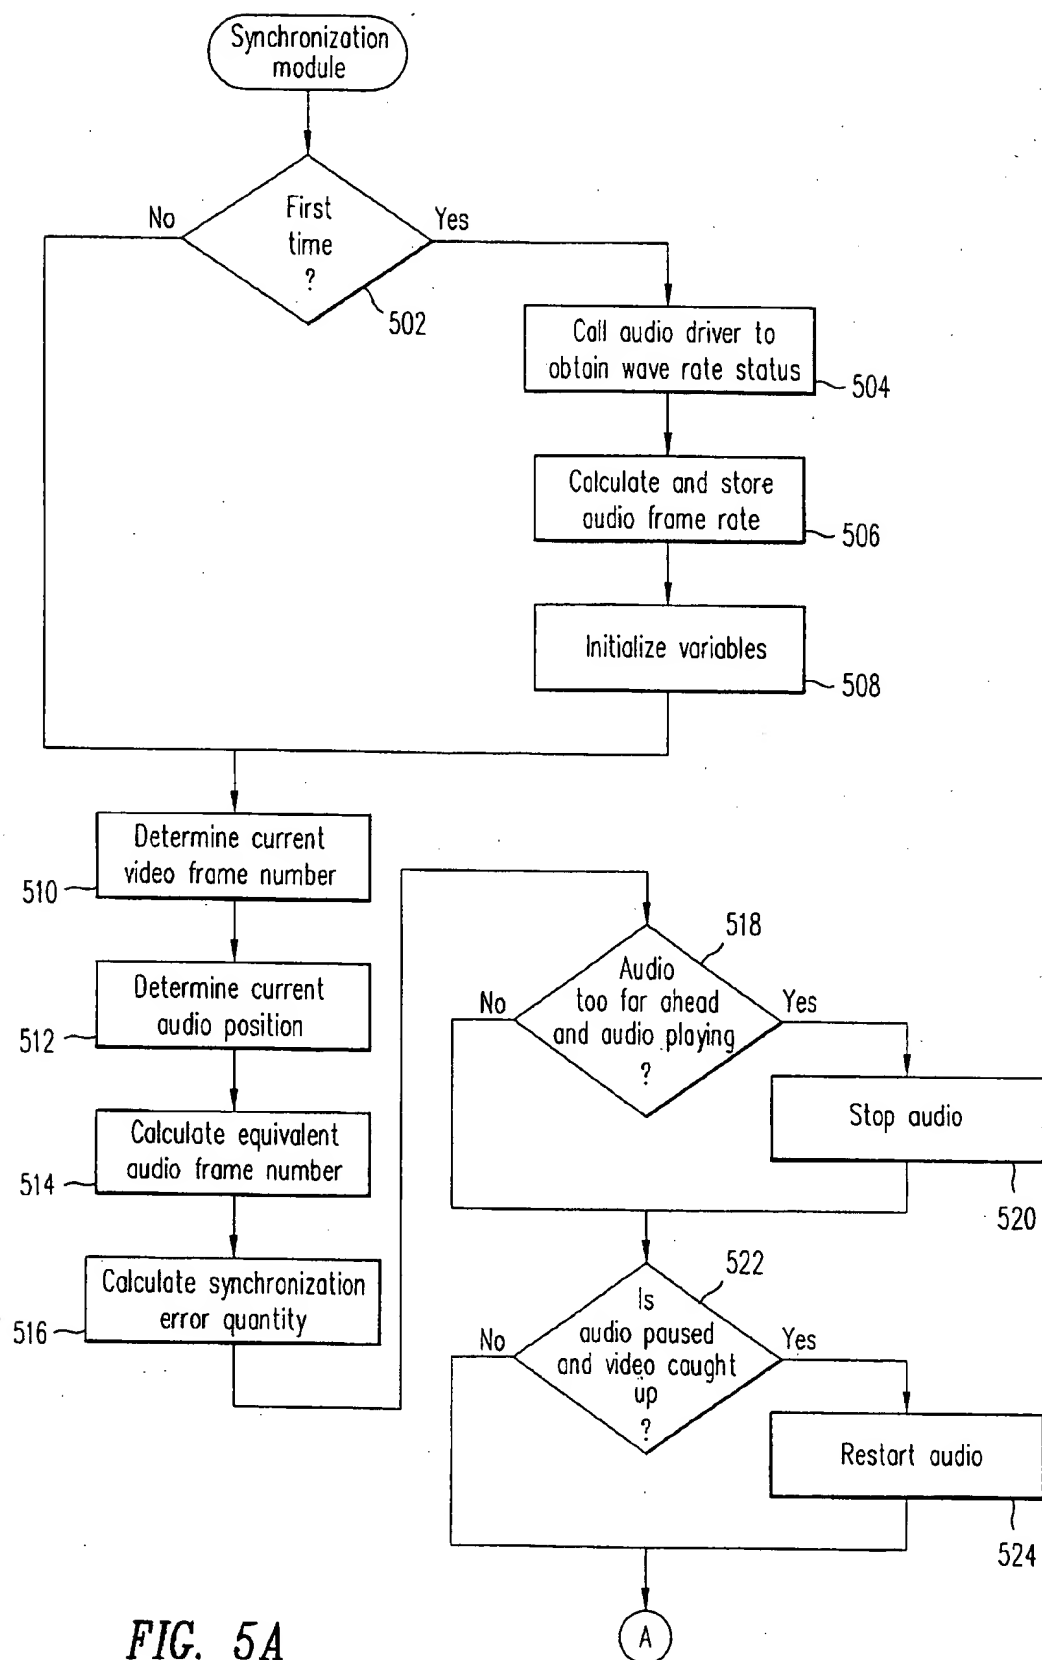 Synchronization
module
First
time
?
No
Yes
502
Call audio driver to
obtain wave rate status
504
Calculate and store
audio frame rate
506
Initialize variables
508
Determine current
video frame number
510
Determine current
audio position
512
Calculate equivalent
audio frame number
514
Calculate synchronization
error quantity
516
Audio
too far ahead
and audio playing
?
518
No
Yes
Stop audio
520
Is
audio paused
and video caught
up
?
522
No
Yes
Restart audio
524
A
FIG. 5A